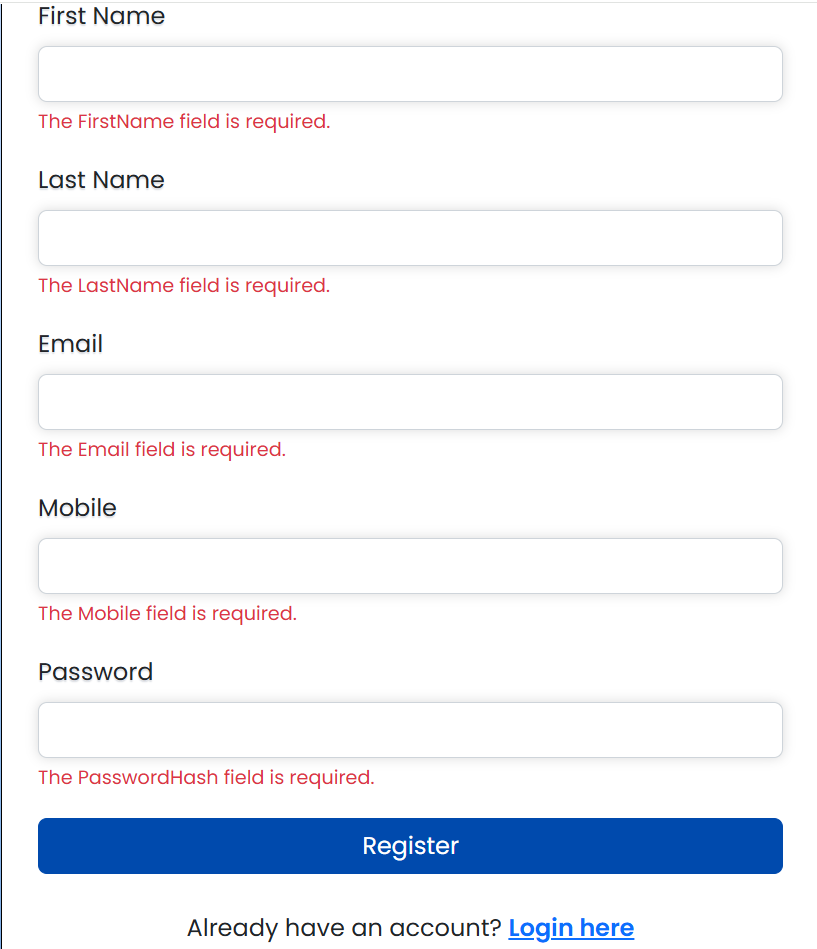 First Name
The FirstName field is required.
Last Name
The LastName field is required.
Email
The Email field is required.
Mobile
The Mobile field is required.
Password
The PasswordHash field is required.
Register
Already have an account? Login here